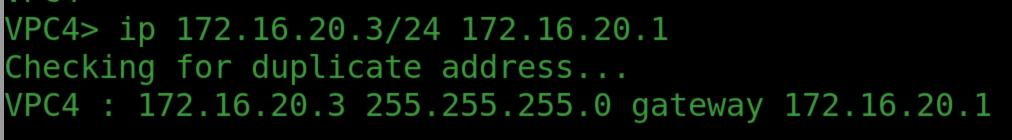 VPC4> ip 172.16.20.3/24 172.16.20.1
Checking for duplicate address...
VPC4 : 172.16.20.3 255.255.255.0 gateway 172.16.20.1